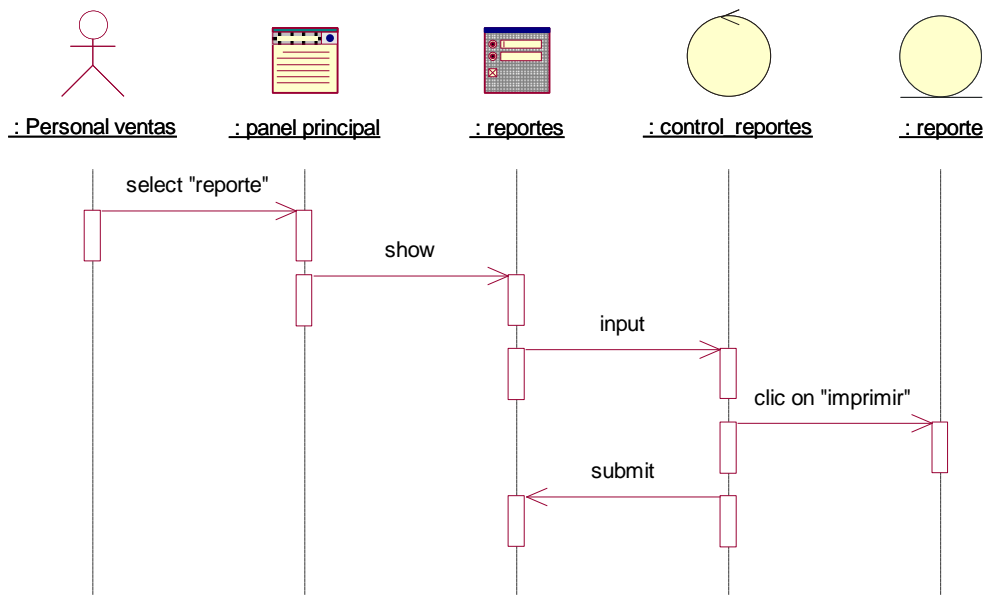 : Personal ventas
: panel principal
: reportes
: control_reportes
: reporte
select "reporte"
show
input
clic on "imprimir"
submit